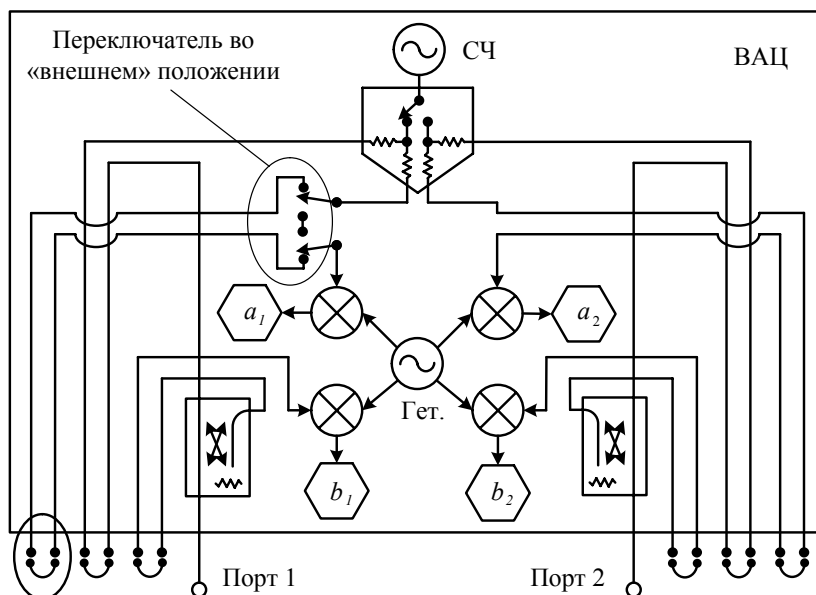 Переключатель во
«внешнем» положении
СЧ
ВАЦ
a₁
a₂
Гет.
b₁
b₂
Порт 1
Порт 2